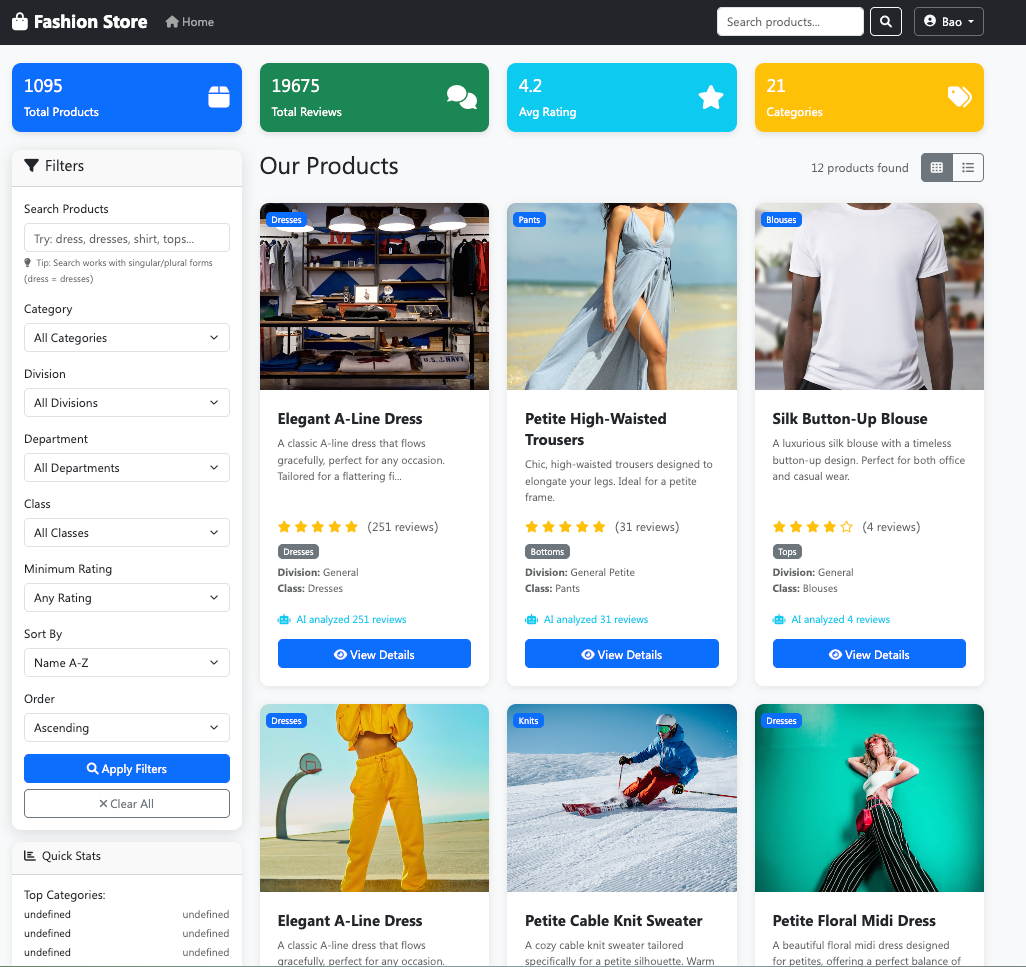 Fashion Store
Home
Search products...
Bao
1095
Total Products
19675
Total Reviews
4.2
Avg Rating
21
Categories
Filters
Search Products
Try: dress, dresses, shirt, tops...
Tip: Search works with singular/plural forms
(dress = dresses)
Category
All Categories
Division
All Divisions
Department
All Departments
Class
All Classes
Minimum Rating
Any Rating
Sort By
Name A-Z
Order
Ascending
Apply Filters
Clear All
Quick Stats
Top Categories:
undefined undefined
undefined undefined
undefined undefined
Our Products
12 products found
Dresses
U.S. NAVY
Elegant A-Line Dress
A classic A-line dress that flows
gracefully, perfect for any occasion.
Tailored for a flattering fi...
(251 reviews)
Dresses
Division: General
Class: Dresses
AI analyzed 251 reviews
View Details
Pants
Petite High-Waisted
Trousers
Chic, high-waisted trousers designed to
elongate your legs. Ideal for a petite
frame.
(31 reviews)
Bottoms
Division: General Petite
Class: Pants
AI analyzed 31 reviews
View Details
Blouses
Silk Button-Up Blouse
A luxurious silk blouse with a timeless
button-up design. Perfect for both office
and casual wear.
(4 reviews)
Tops
Division: General
Class: Blouses
AI analyzed 4 reviews
View Details
Dresses
Elegant A-Line Dress
A classic A-line dress that flows
gracefully, perfect for any occasion.
Knits
Petite Cable Knit Sweater
A cozy cable knit sweater tailored
specifically for a petite silhouette. Warm
Dresses
Petite Floral Midi Dress
A beautiful floral midi dress designed
for petites, offering a perfect balance of